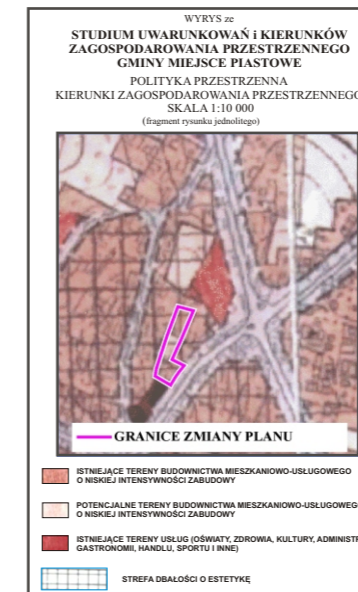 WYRYS ze
STUDIUM UWARUNKOWAŃ i KIERUNKÓW
ZAGOSPODAROWANIA PRZESTRZENNEGO
GMINY MIEJSCE PIASTOWE
POLITYKA PRZESTRZENNA
KIERUNKI ZAGOSPODAROWANIA PRZESTRZENNEGO
SKALA 1:10 000
(fragment rysunku jednolitego)
GRANICE ZMIANY PLANU
ISTNIEJĄCE TERENY BUDOWNICTWA MIESZKANIOWO-USŁUGOWEGO
O NISKIEJ INTENSYWNOŚCI ZABUDOWY
POTENCJALNE TERENY BUDOWNICTWA MIESZKANIOWO-USŁUGOWEGO
O NISKIEJ INTENSYWNOŚCI ZABUDOWY
ISTNIEJĄCE TERENY USŁUG (OŚWIATY, ZDROWIA, KULTURY, ADMINISTR
GASTRONOMII, HANDLU, SPORTU I INNE)
STREFA DBAŁOŚCI O ESTETYKĘ